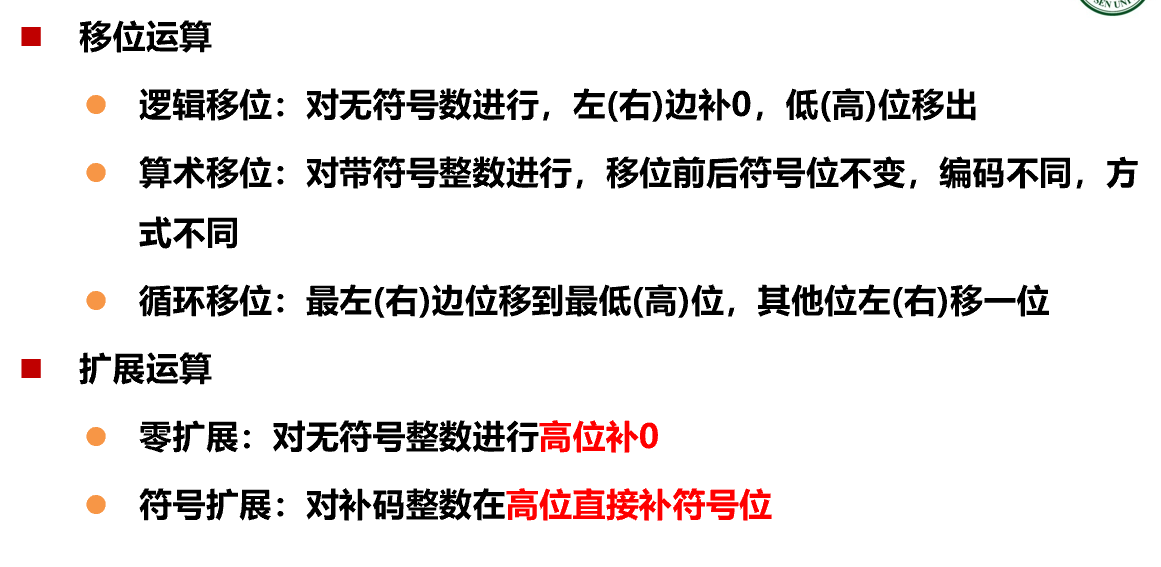 SEN UNI
移位运算
逻辑移位：对无符号数进行，左(右)边补0，低(高)位移出
算术移位：对带符号整数进行，移位前后符号位不变，编码不同，方
式不同
循环移位：最左(右)边位移到最低(高)位，其他位左(右)移一位
扩展运算
零扩展：对无符号整数进行高位补0
符号扩展：对补码整数在高位直接补符号位